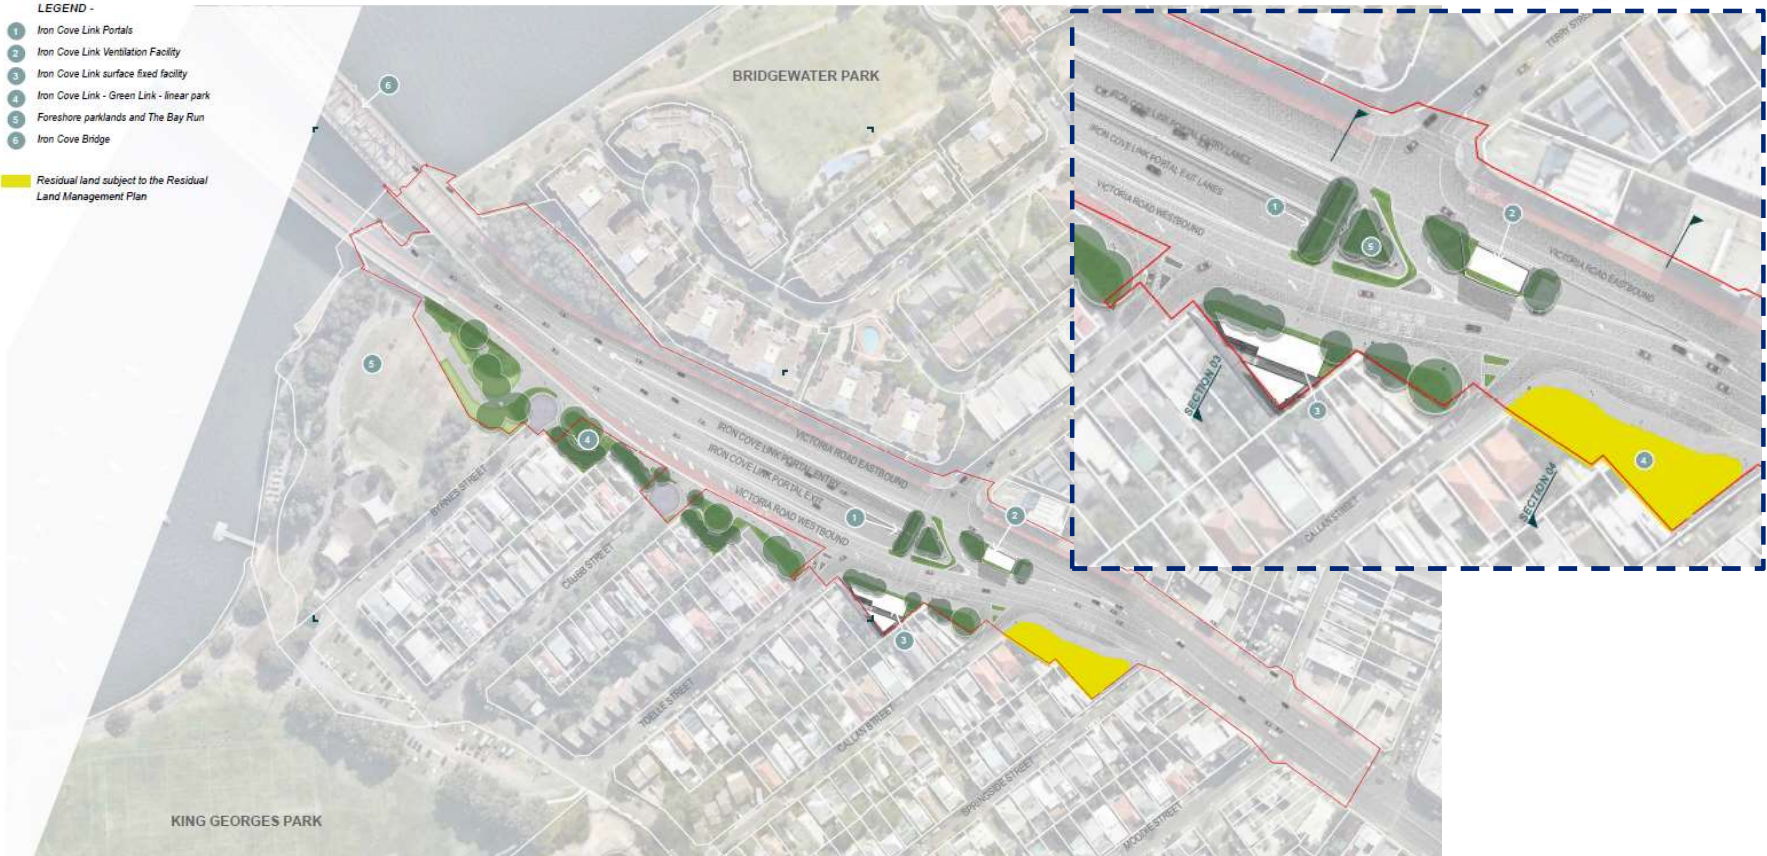 LEGEND -
1 Iron Cove Link Portals
2 Iron Cove Link Ventilation Facility
3 Iron Cove Link surface fixed facility
4 Iron Cove Link - Green Link - linear park
5 Foreshore parklands and The Bay Run
6 Iron Cove Bridge
Residual land subject to the Residual
Land Management Plan
6
BRIDGEWATER PARK
5
4
BYRNES STREET
CLUBB STREET
TOELLE STREET
CALLAN STREET
SPRINGSIDE STREET
MOODIE STREET
KING GEORGES PARK
VICTORIA ROAD EASTBOUND
IRON COVE LINK PORTAL ENTRY
IRON COVE LINK PORTAL EXIT
VICTORIA ROAD WESTBOUND
1
2
3
TERRY STREET
IRON COVE LINK PORTAL ENTRY LANES
IRON COVE LINK PORTAL EXIT LANES
VICTORIA ROAD WESTBOUND
1
2
5
VICTORIA ROAD EASTBOUND
SECTION 03
3
4
SECTION 04
CALLAN STREET